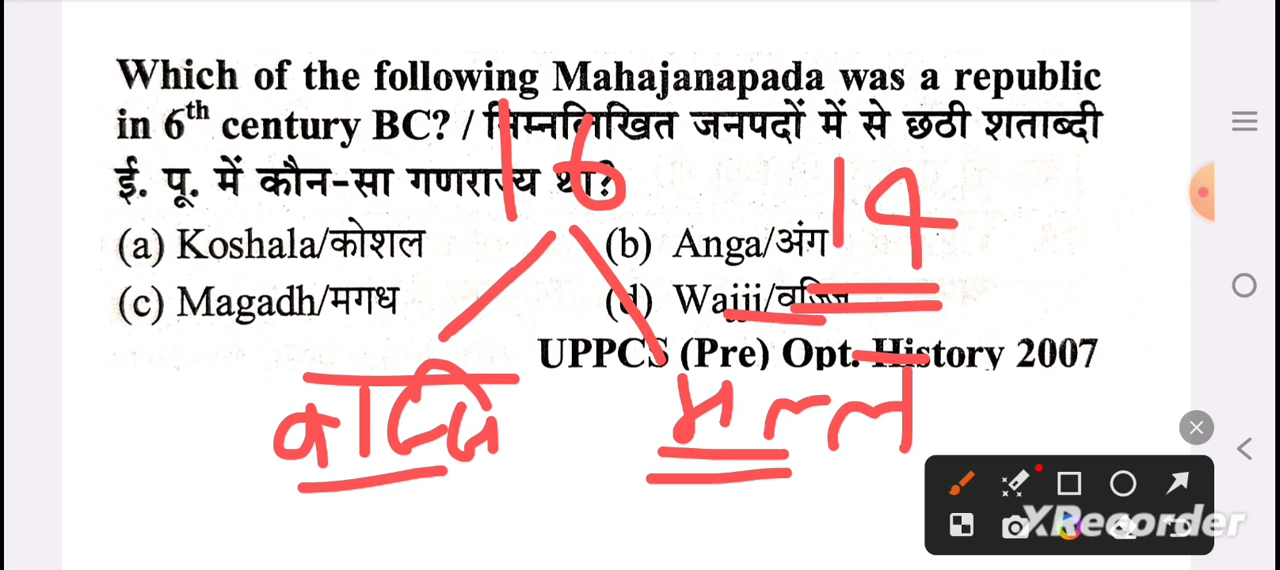 Which of the following Mahajanapada was a republic
in 6th century BC? / निम्नलिखित जनपदों में से छठी शताब्दी
ई. पू. में कौन-सा गणराज्य था?
16
14
(a) Koshala/कोशल (b) Anga/अंग
(c) Magadh/मगध (d) Wajji/वज्जि
UPPCS (Pre) Opt. History 2007
मल्ल
XRecorder